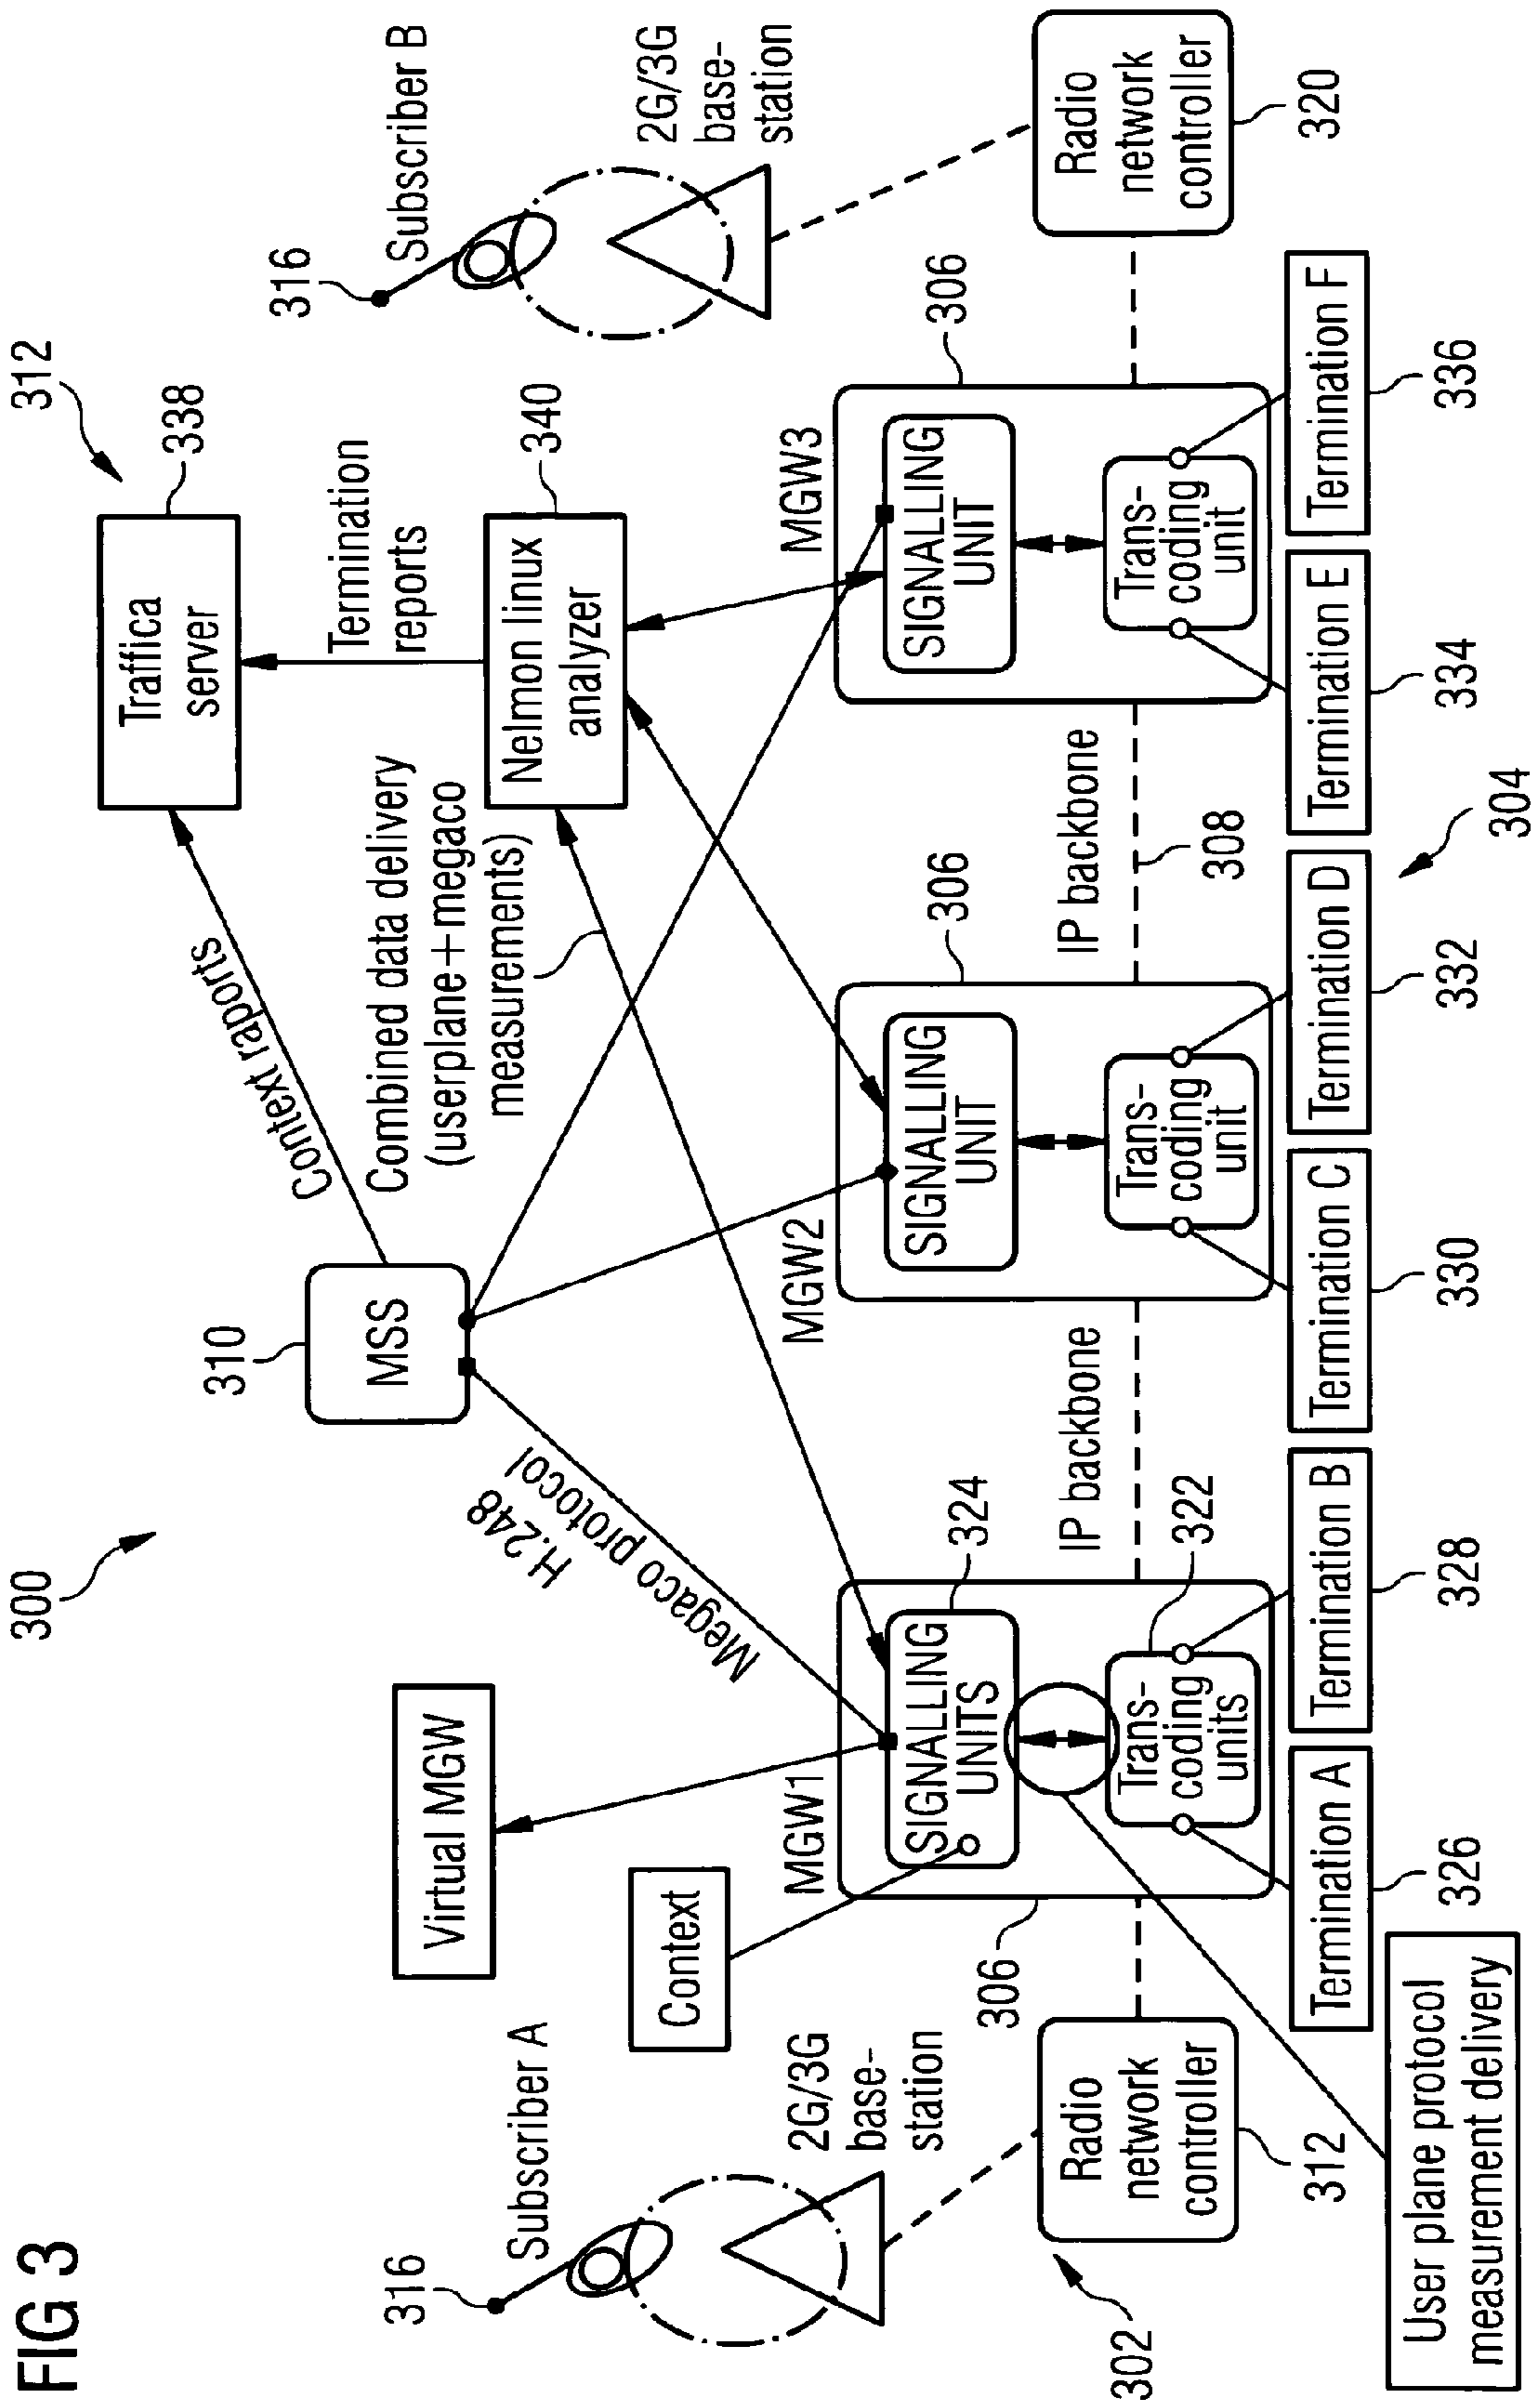 FIG 3
300
312
310
MSS
Context raports
Traffica
server
338
Termination
reports
Combined data delivery
(userplane+megaco
measurements)
Nelmon linux
analyzer
340
316
Subscriber A
316
Subscriber B
Virtual MGW
H.248
Megaco protocol
Context
2G/3G
base-
station
2G/3G
base-
station
MGW1
MGW2
MGW3
SIGNALLING
UNITS
324
SIGNALLING
UNIT
306
SIGNALLING
UNIT
306
306
302
Radio
network
controller
312
Trans-
coding
units
322
IP backbone
Trans-
coding
unit
IP backbone
308
Trans-
coding
unit
Radio
network
controller
320
Termination A
326
Termination B
328
Termination C
330
Termination D
332
304
Termination E
334
Termination F
336
User plane protocol
measurement delivery